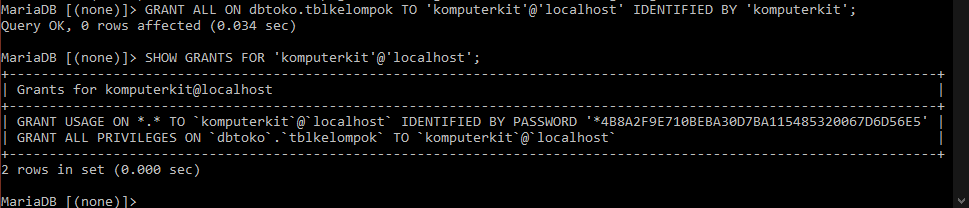 MariaDB [(none)]> GRANT ALL ON dbtoko.tblkelompok TO 'komputerkit'@'localhost' IDENTIFIED BY 'komputerkit';
Query OK, 0 rows affected (0.034 sec)
MariaDB [(none)]> SHOW GRANTS FOR 'komputerkit'@'localhost';
+--------------------------------------------------------------------------------------------------------------------+
| Grants for komputerkit@localhost |
+--------------------------------------------------------------------------------------------------------------------+
| GRANT USAGE ON *.* TO `komputerkit`@`localhost` IDENTIFIED BY PASSWORD '*4B8A2F9E710BEBA30D7BA115485320067D6D56E5' |
| GRANT ALL PRIVILEGES ON `dbtoko`.`tblkelompok` TO `komputerkit`@`localhost` |
+--------------------------------------------------------------------------------------------------------------------+
2 rows in set (0.000 sec)
MariaDB [(none)]>